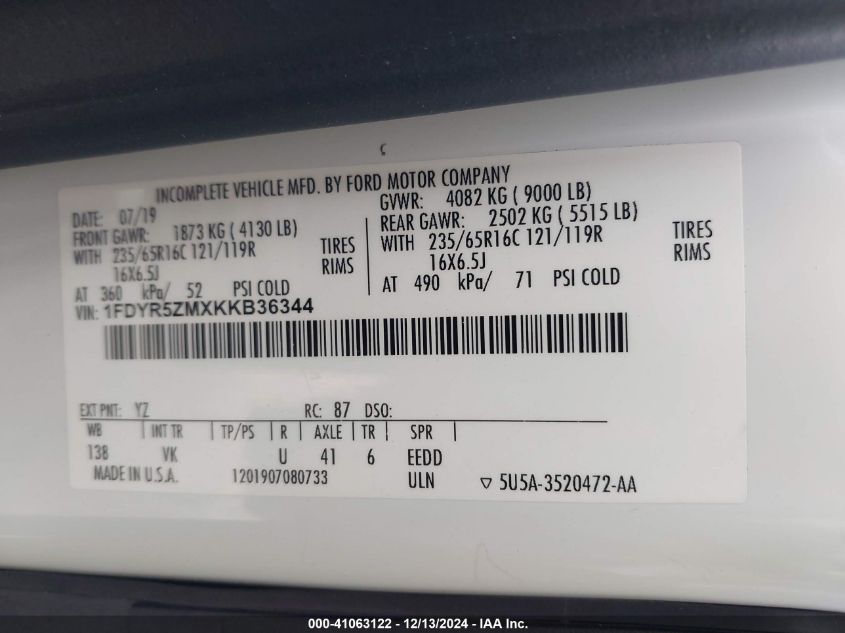 INCOMPLETE VEHICLE MFD. BY FORD MOTOR COMPANY
DATE: 07/19
FRONT GAWR: 1873 KG ( 4130 LB)
WITH 235/65R16C 121/119R TIRES
16X6.5J RIMS
AT 360 kPa/ 52 PSI COLD
GVWR: 4082 KG ( 9000 LB)
REAR GAWR: 2502 KG ( 5515 LB)
WITH 235/65R16C 121/119R TIRES
16X6.5J RIMS
AT 490 kPa/ 71 PSI COLD
VIN: 1FDYR5ZMXKKB36344
EXT PNT: YZ RC: 87 DSO:
WB INT TR TP/PS R AXLE TR SPR
138 VK U 41 6 EEDD
MADE IN U.S.A. 1201907080733 ULN ▽ 5U5A-3520472-AA
000-41063122 - 12/13/2024 - IAA Inc.